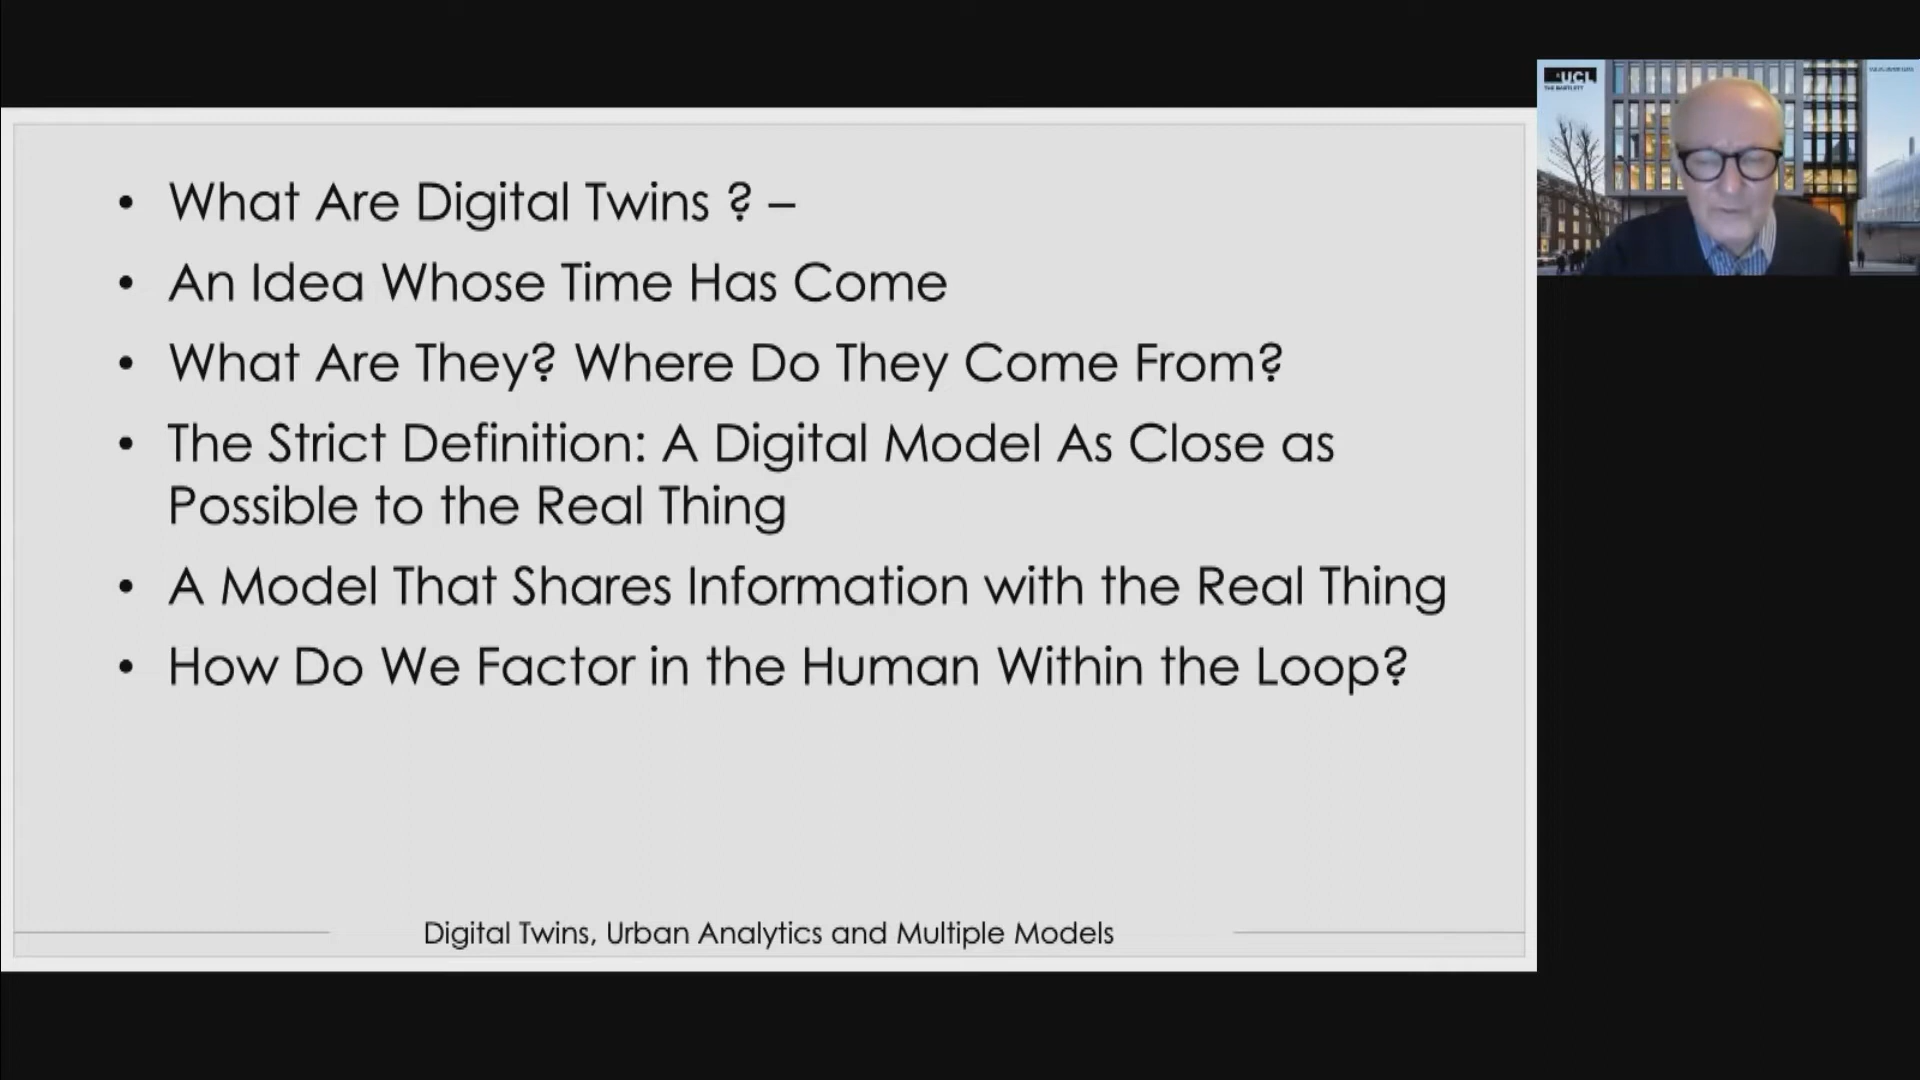 • What Are Digital Twins ? –
• An Idea Whose Time Has Come
• What Are They? Where Do They Come From?
• The Strict Definition: A Digital Model As Close as
Possible to the Real Thing
• A Model That Shares Information with the Real Thing
• How Do We Factor in the Human Within the Loop?
Digital Twins, Urban Analytics and Multiple Models
UCL
THE BARTLETT